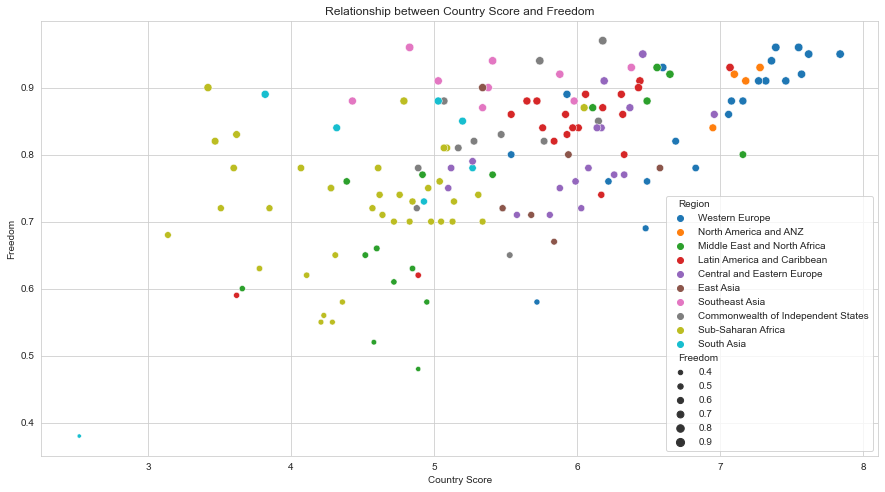 Relationship between Country Score and Freedom
Freedom
0.9
0.8
0.7
0.6
0.5
0.4
3
4
5
6
7
8
Country Score
Region
Western Europe
North America and ANZ
Middle East and North Africa
Latin America and Caribbean
Central and Eastern Europe
East Asia
Southeast Asia
Commonwealth of Independent States
Sub-Saharan Africa
South Asia
Freedom
0.4
0.5
0.6
0.7
0.8
0.9